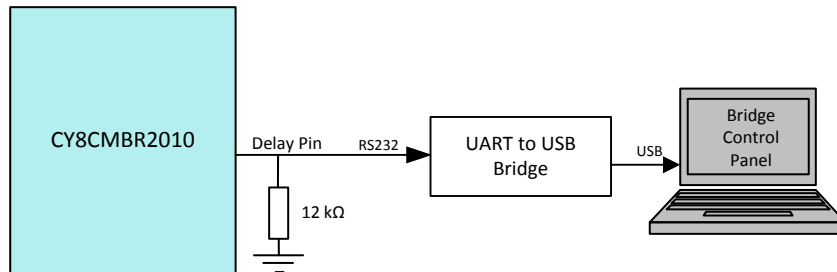 CY8CMBR2010
Delay Pin
RS232
12 kΩ
UART to USB
Bridge
USB
Bridge
Control
Panel